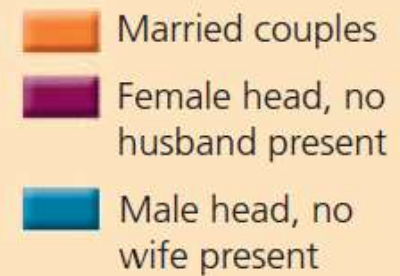 Married couples
Female head, no
husband present
Male head, no
wife present